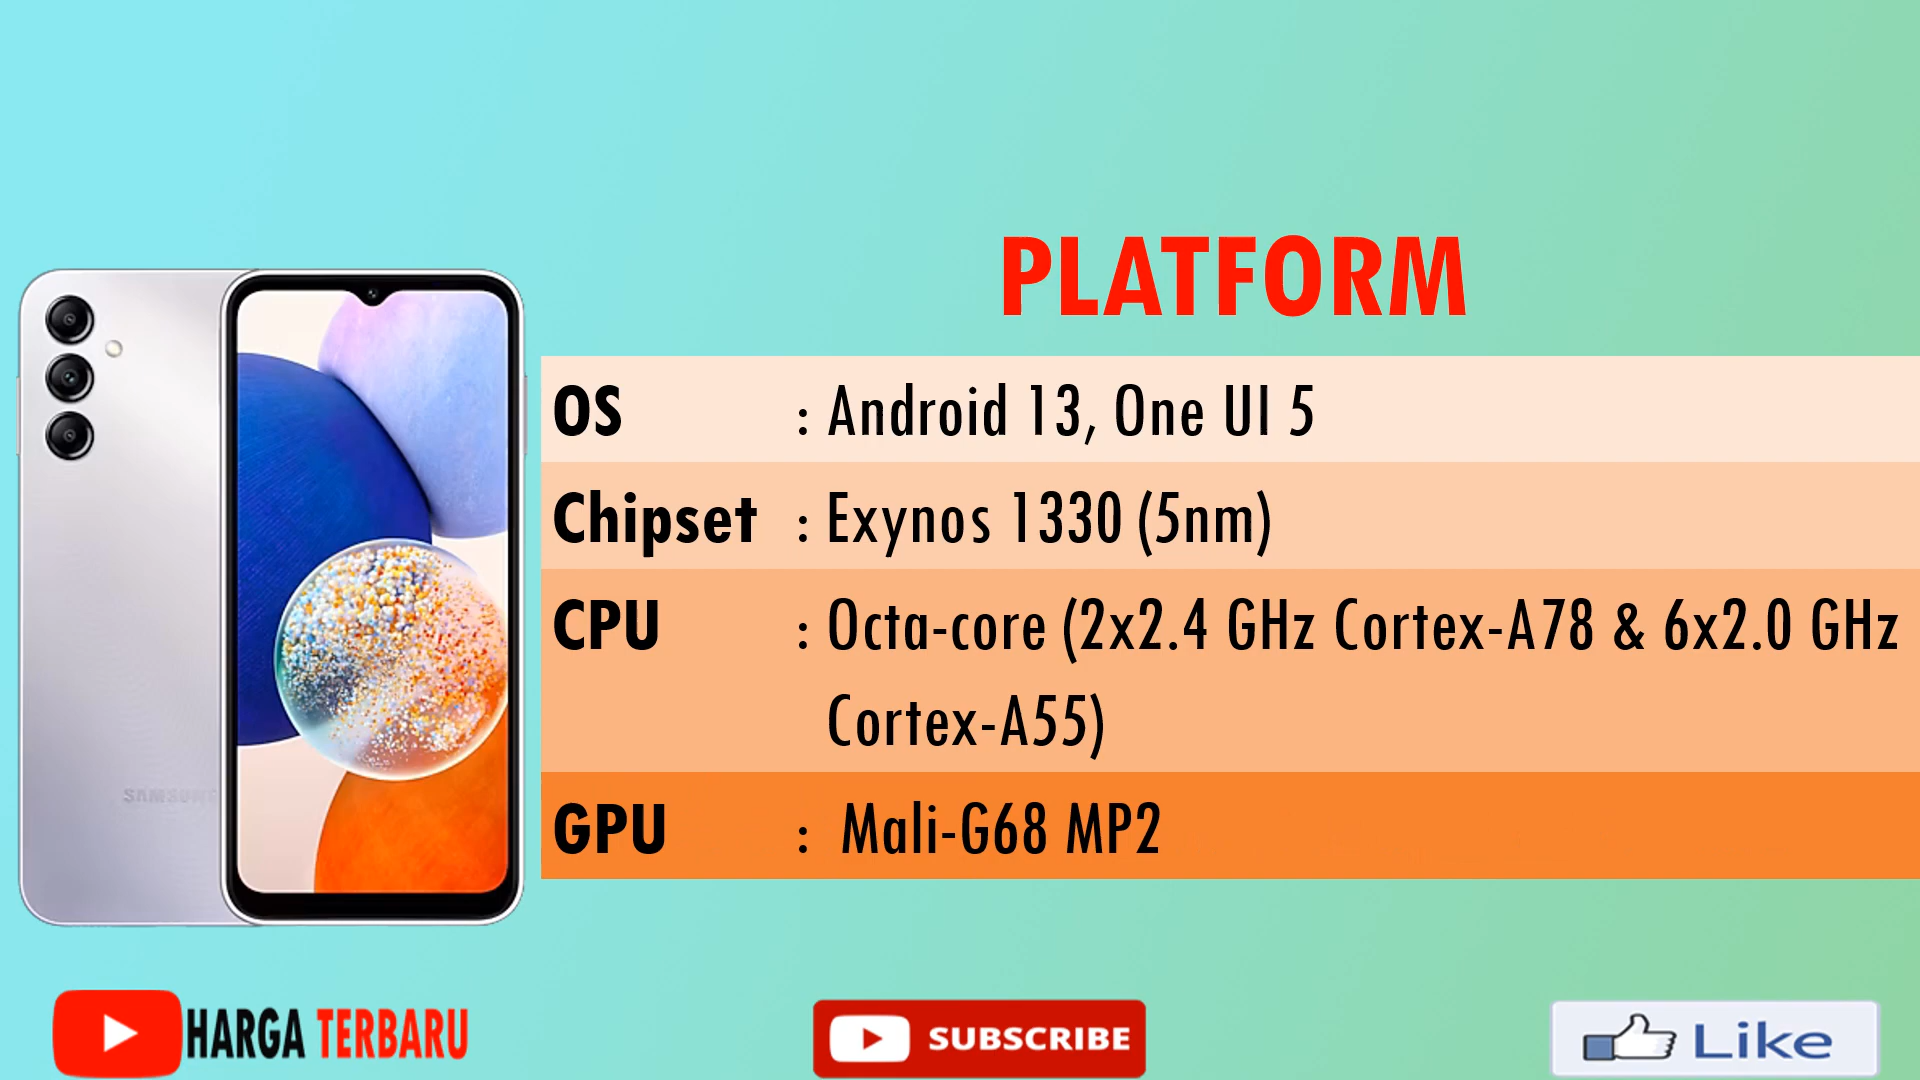 PLATFORM
OS : Android 13, One UI 5
Chipset : Exynos 1330 (5nm)
CPU : Octa-core (2x2.4 GHz Cortex-A78 & 6x2.0 GHz
Cortex-A55)
GPU : Mali-G68 MP2
SAMSUNG
HARGA TERBARU
SUBSCRIBE
Like